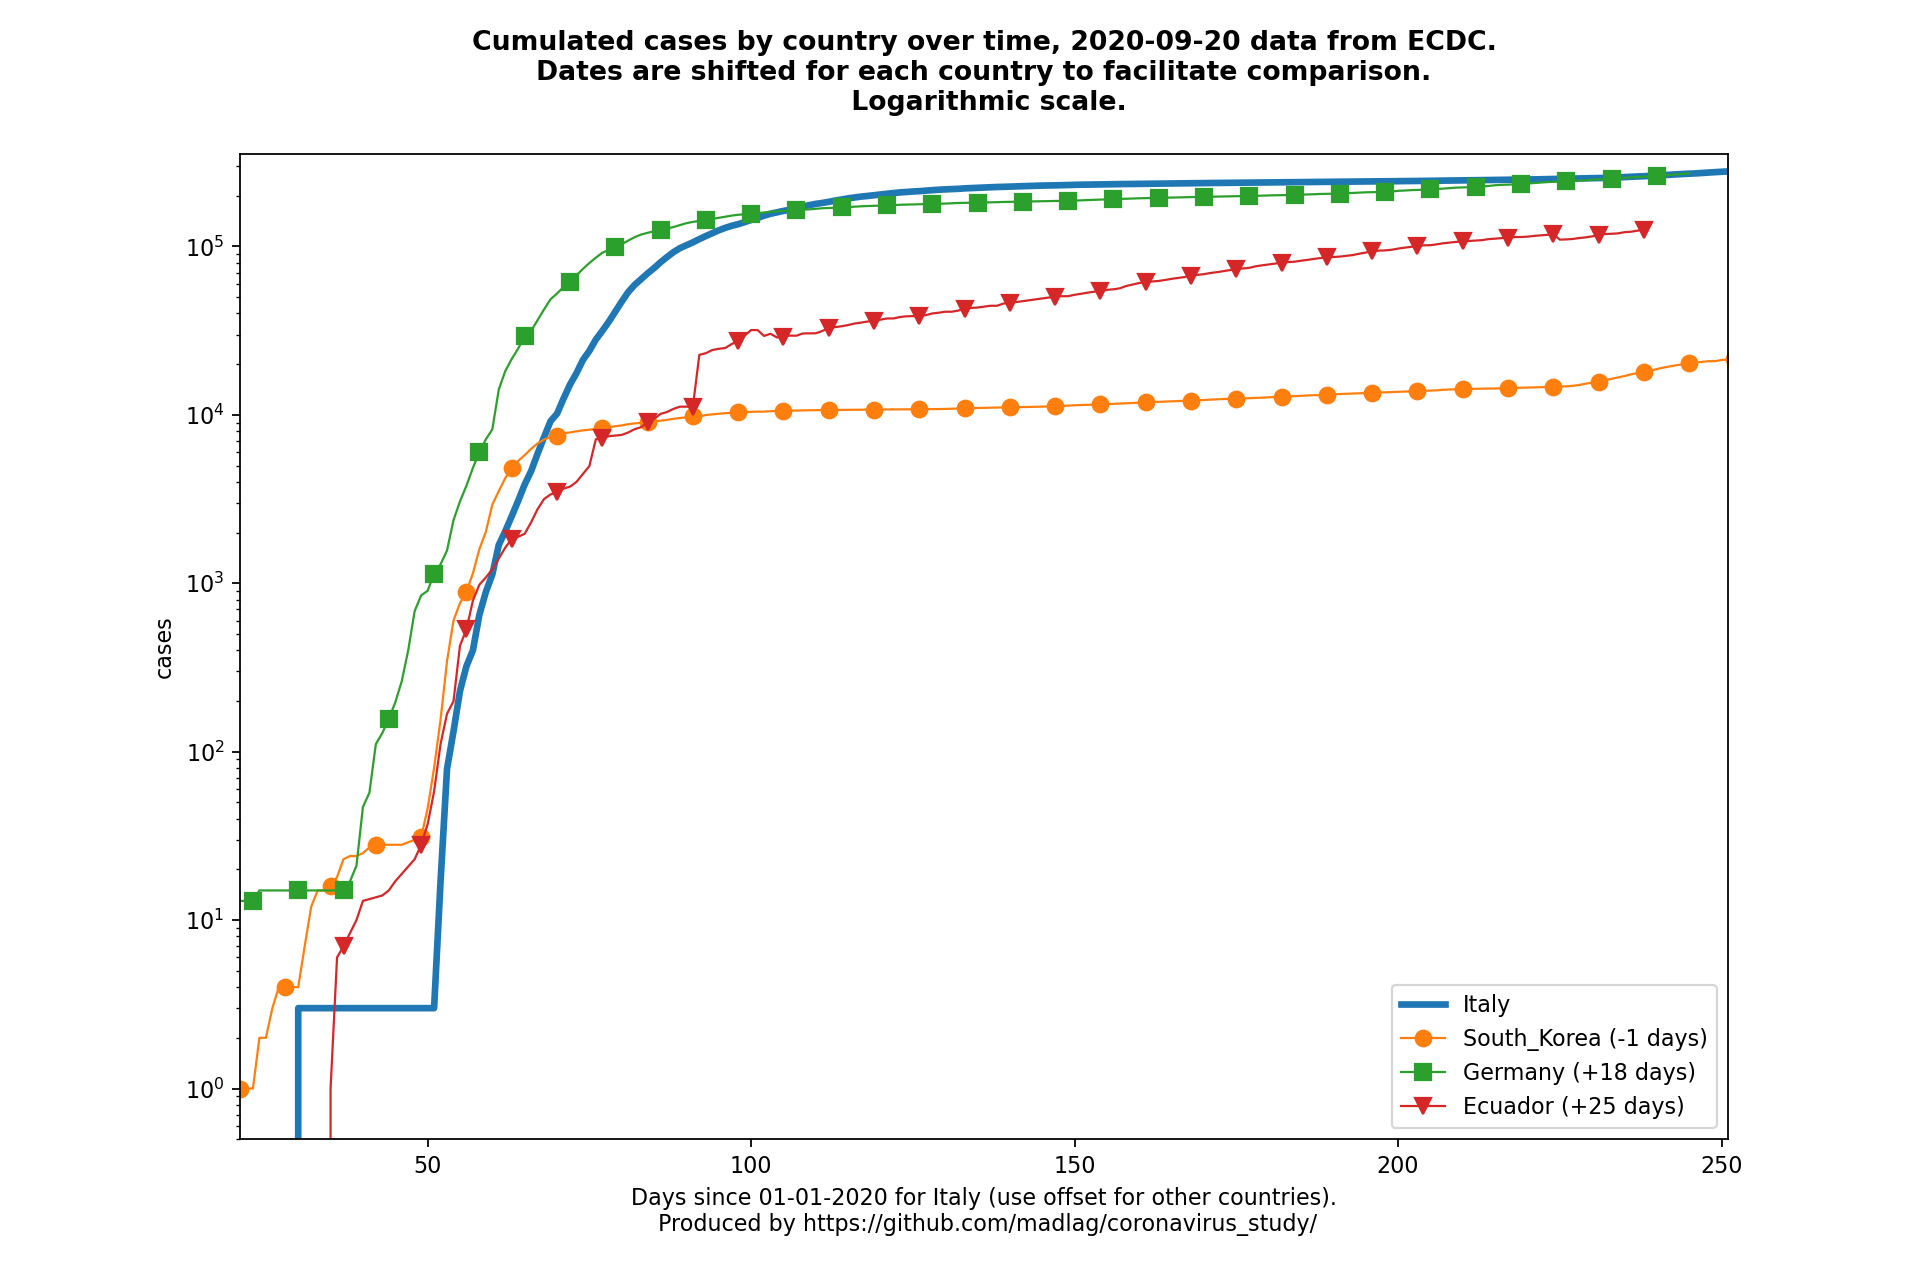 Cumulated cases by country over time, 2020-09-20 data from ECDC.
Dates are shifted for each country to facilitate comparison.
Logarithmic scale.
10^5
10^4
10^3
10^2
10^1
10^0
cases
Italy
South_Korea (-1 days)
Germany (+18 days)
Ecuador (+25 days)
50 100 150 200 250
Days since 01-01-2020 for Italy (use offset for other countries).
Produced by https://github.com/madlag/coronavirus_study/